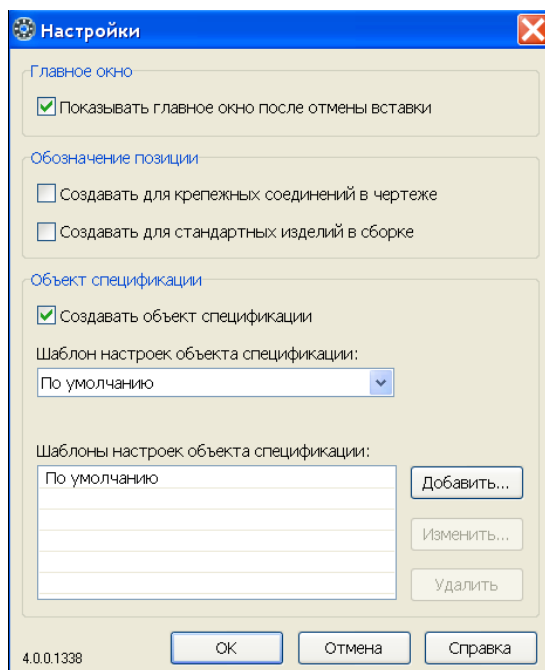 Настройки
Главное окно
Показывать главное окно после отмены вставки
Обозначение позиции
Создавать для крепежных соединений в чертеже
Создавать для стандартных изделий в сборке
Объект спецификации
Создавать объект спецификации
Шаблон настроек объекта спецификации:
По умолчанию
Шаблоны настроек объекта спецификации:
По умолчанию
Добавить...
Изменить...
Удалить
4.0.0.1338
ОК
Отмена
Справка